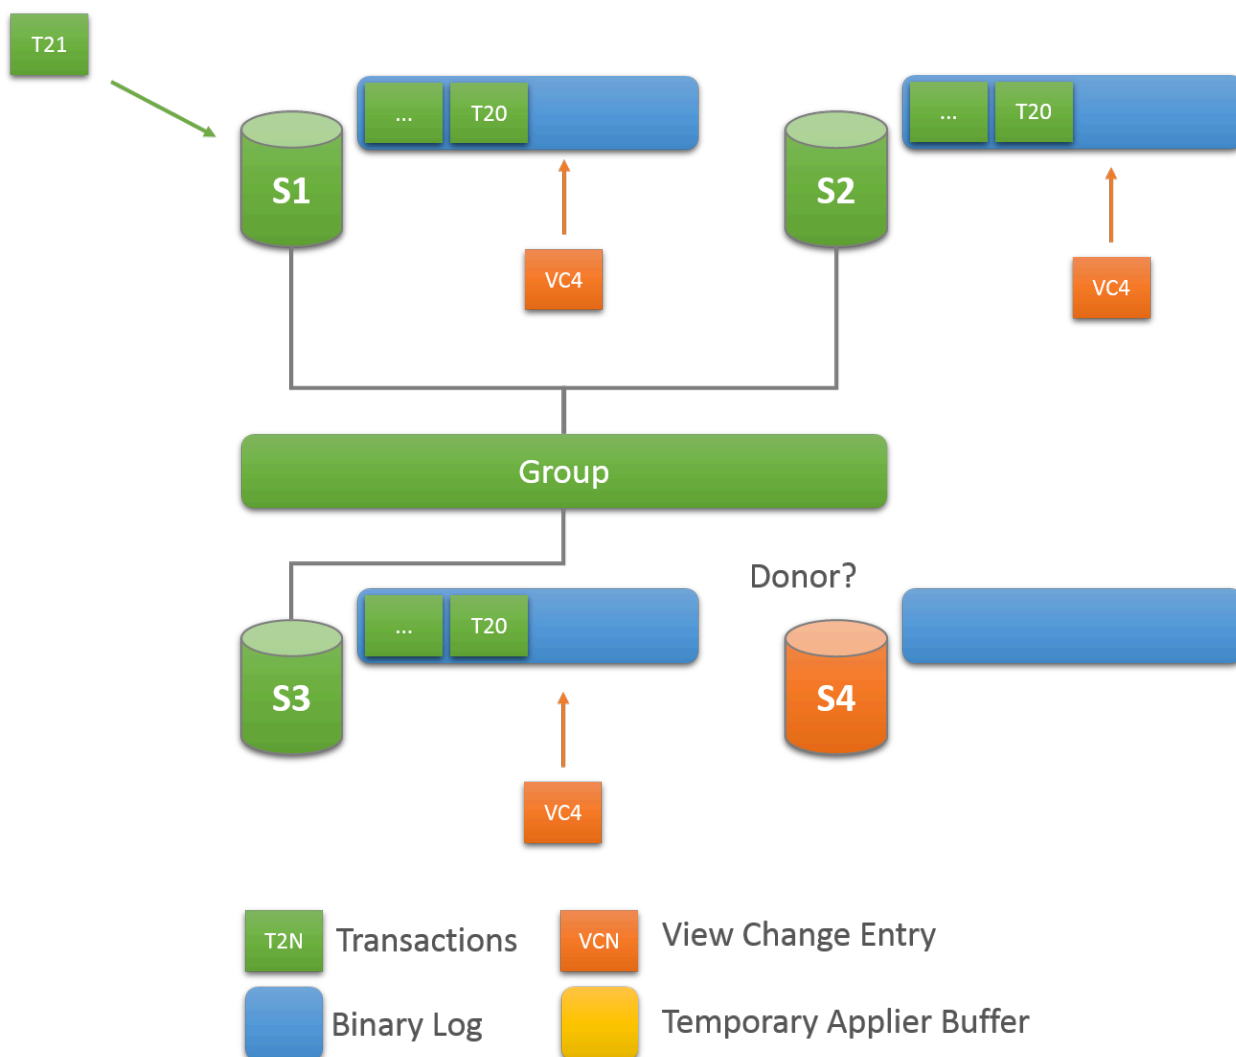 T21
... T20
... T20
S1
S2
VC4
VC4
Group
Donor?
... T20
S3
S4
VC4
T2N Transactions
VCN View Change Entry
Binary Log
Temporary Applier Buffer